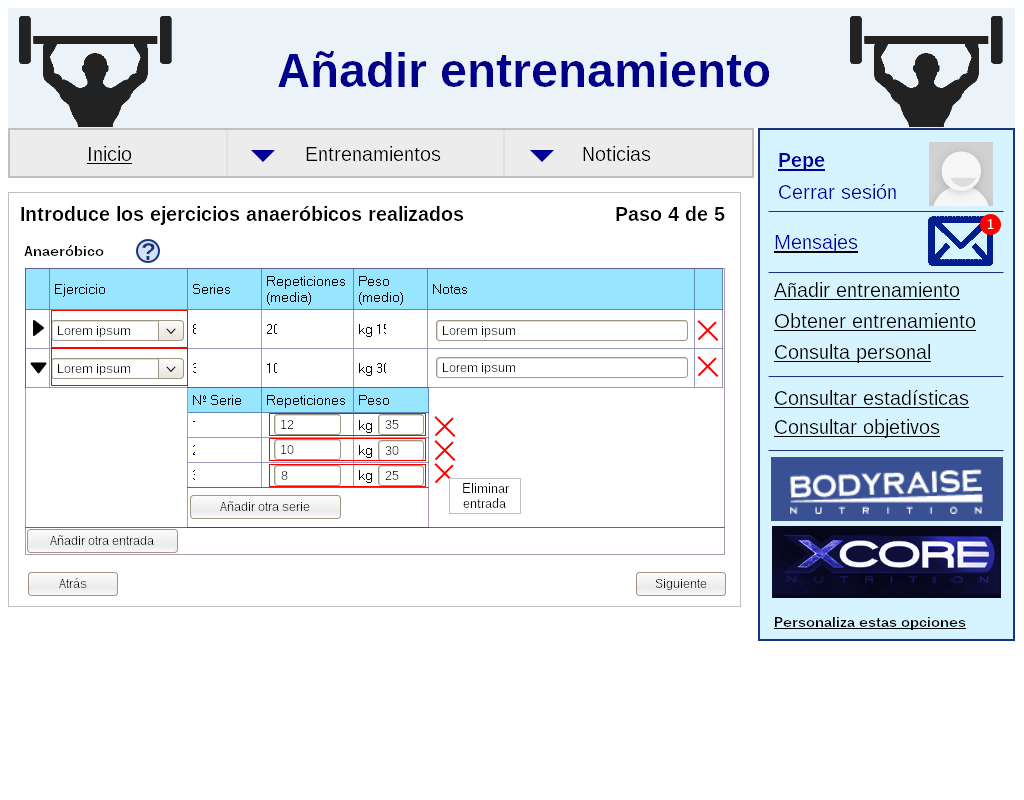 Añadir entrenamiento
Inicio
Entrenamientos
Noticias
Pepe
Cerrar sesión
Mensajes
1
Añadir entrenamiento
Obtener entrenamiento
Consulta personal
Consultar estadísticas
Consultar objetivos
BODYRAISE
NUTRITION
XCORE
NUTRITION
Personaliza estas opciones
Introduce los ejercicios anaeróbicos realizados
Paso 4 de 5
Anaeróbico ?
Ejercicio Series Repeticiones (media) Peso (medio) Notas
Lorem ipsum 8 20 kg 15 Lorem ipsum
Lorem ipsum 3 10 kg 30 Lorem ipsum
Nº Serie Repeticiones Peso
12 kg 35
2 10 kg 30
3 8 kg 25
Eliminar
entrada
Añadir otra serie
Añadir otra entrada
Atrás
Siguiente